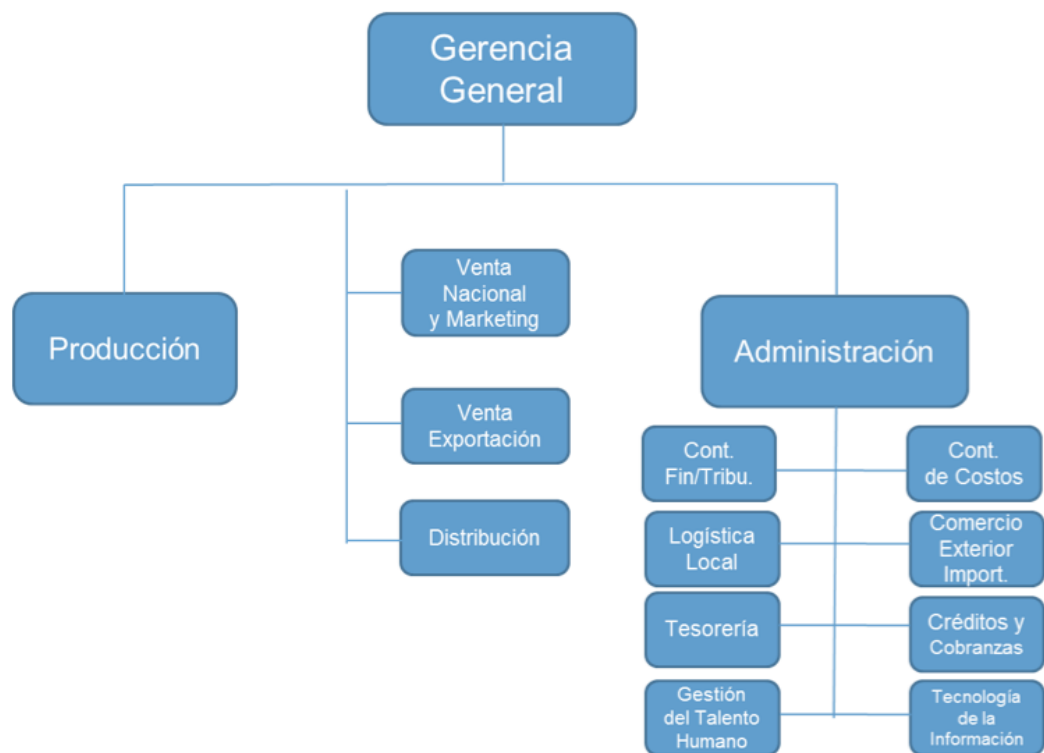 Gerencia
General
Producción
Venta
Nacional
y Marketing
Venta
Exportación
Distribución
Administración
Cont.
Fin/Tribu.
Cont.
de Costos
Logística
Local
Comercio
Exterior
Import.
Tesorería
Créditos y
Cobranzas
Gestión
del Talento
Humano
Tecnología
de la
Información